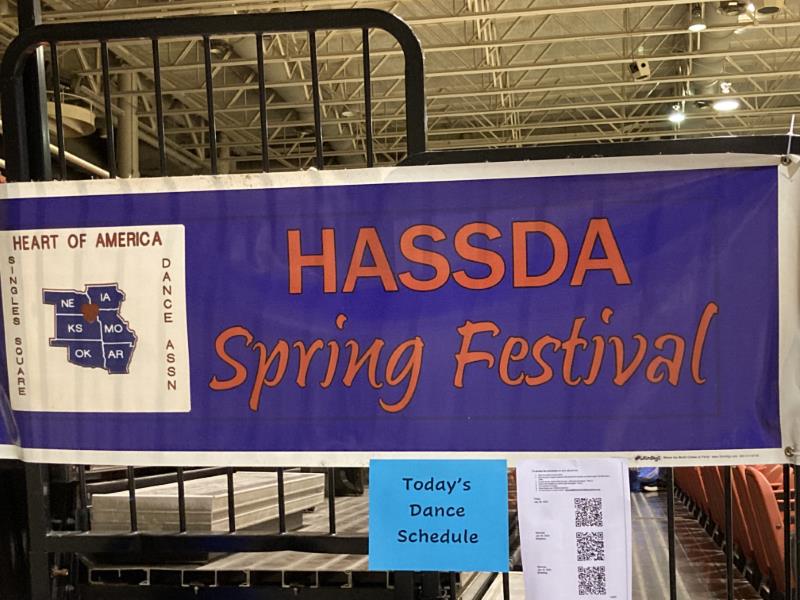 HEART OF AMERICA
SINGLES SQUARE
DANCE ASSN
NE IA
KS MO
OK AR
HASSDA
Spring Festival
Today's
Dance
Schedule